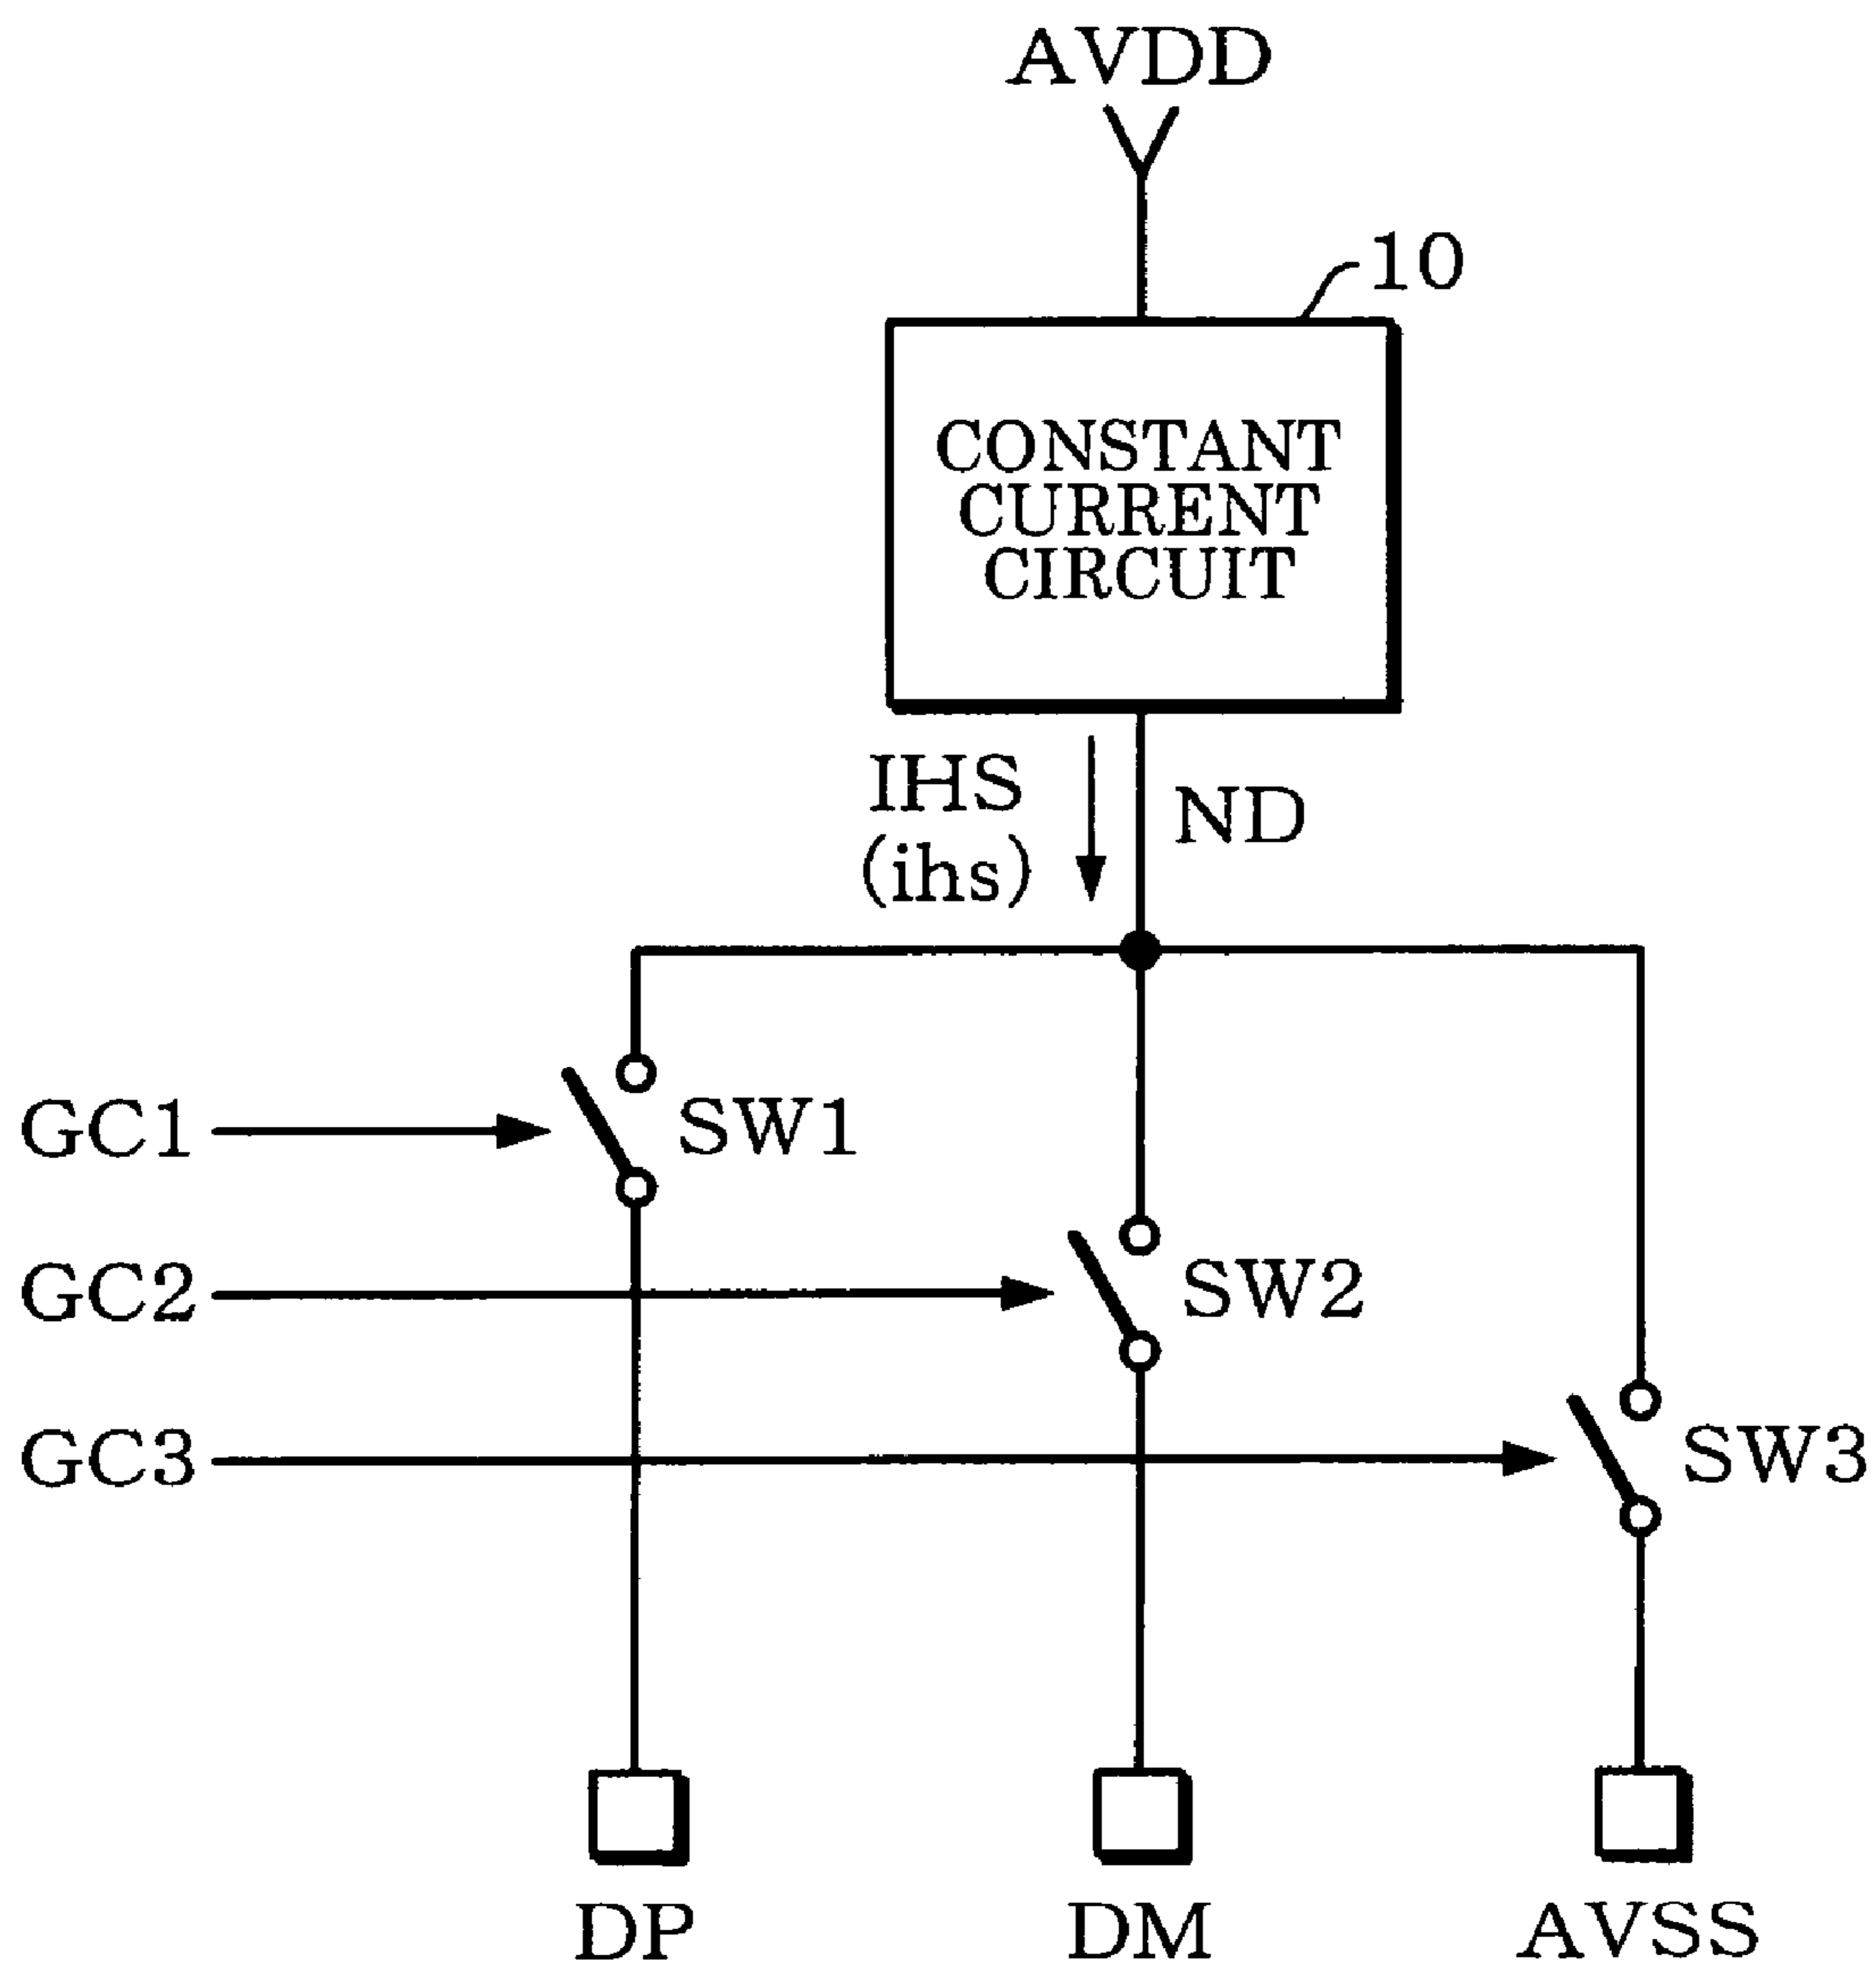 AVDD
10
CONSTANT
CURRENT
CIRCUIT
IHS
(ihs)
ND
GC1
SW1
GC2
SW2
GC3
SW3
DP
DM
AVSS